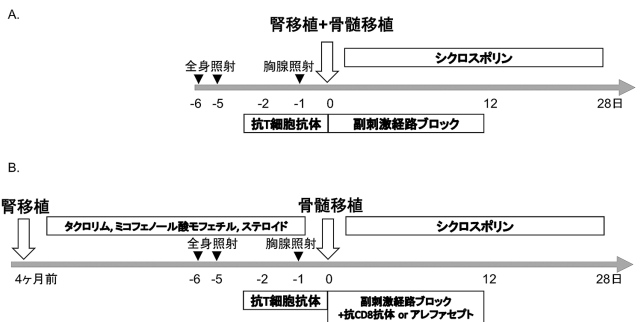 A.
腎移植+骨髄移植
シクロスポリン
全身照射
胸腺照射
-6 -5 -2 -1 0 12 28日
抗T細胞抗体
副刺激経路ブロック
B.
腎移植
骨髄移植
タクロリム, ミコフェノール酸モフェチル, ステロイド
シクロスポリン
全身照射
胸腺照射
4ヶ月前 -6 -5 -2 -1 0 12 28日
抗T細胞抗体
副刺激経路ブロック
+抗CD8抗体 or アレファセプト